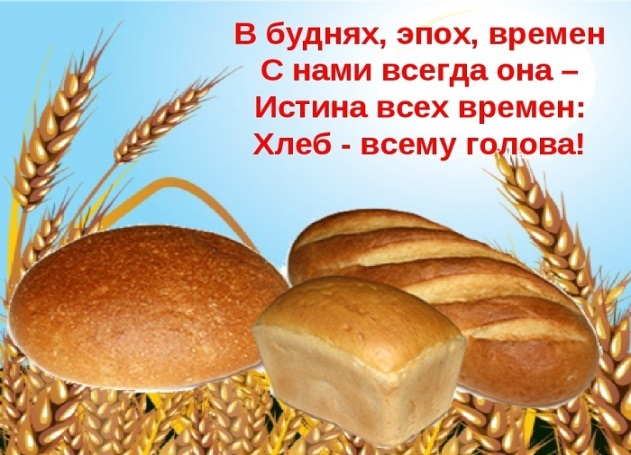 В буднях, эпох, времен
С нами всегда она –
Истина всех времен:
Хлеб - всему голова!